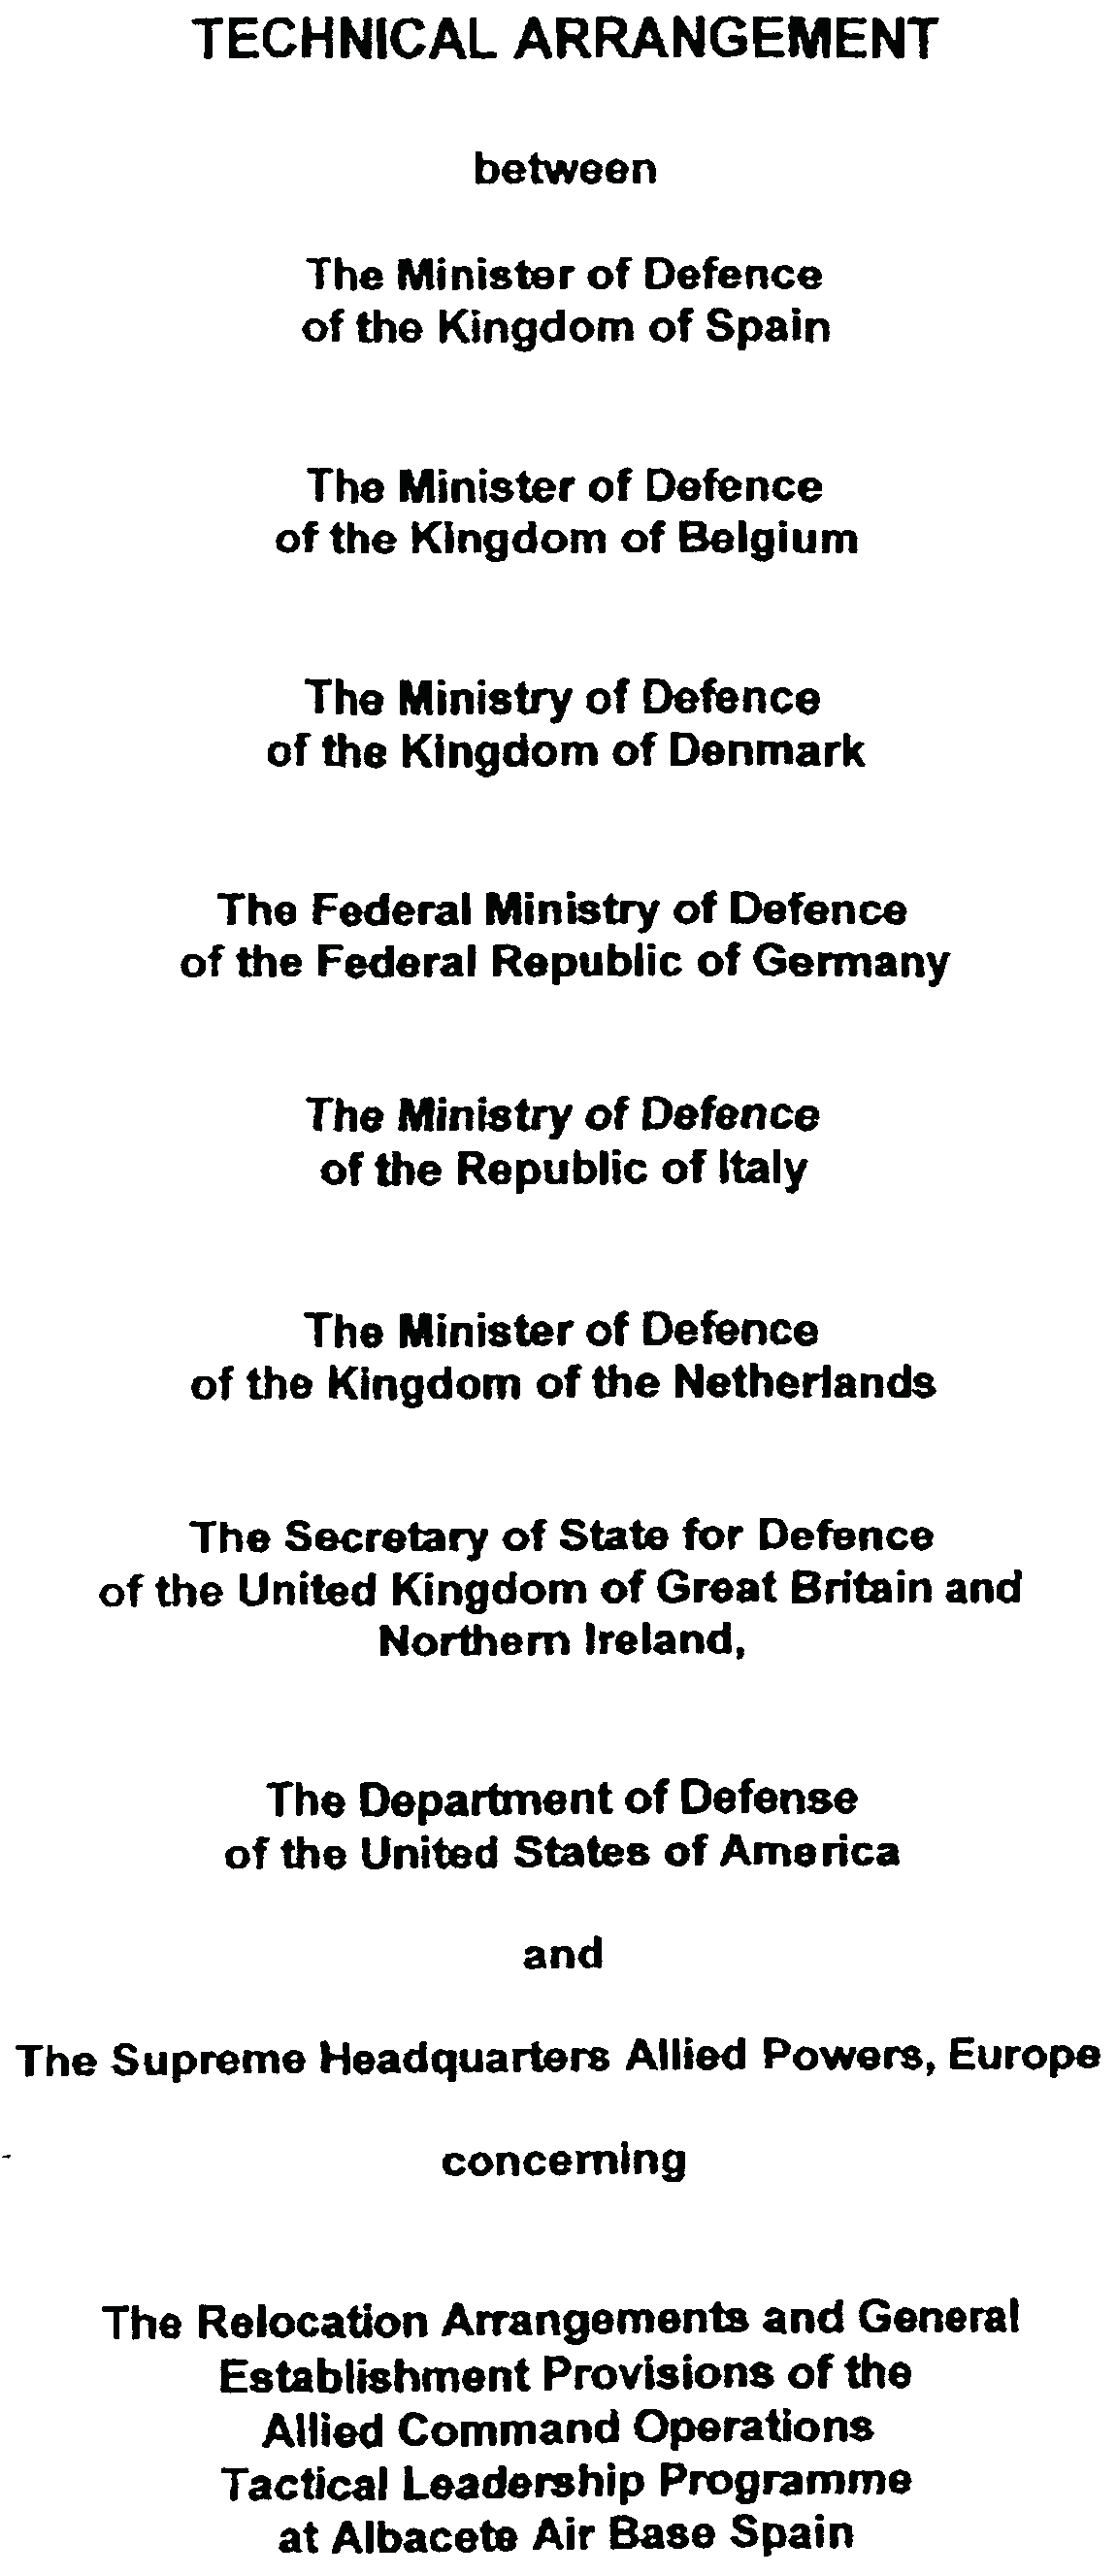 TECHNICAL ARRANGEMENT
between
The Minister of Defence
of the Kingdom of Spain
The Minister of Defence
of the Kingdom of Belgium
The Ministry of Defence
of the Kingdom of Denmark
The Federal Ministry of Defence
of the Federal Republic of Germany
The Ministry of Defence
of the Republic of Italy
The Minister of Defence
of the Kingdom of the Netherlands
The Secretary of State for Defence
of the United Kingdom of Great Britain and
Northern Ireland,
The Department of Defense
of the United States of America
and
The Supreme Headquarters Allied Powers, Europe
concerning
The Relocation Arrangements and General
Establishment Provisions of the
Allied Command Operations
Tactical Leadership Programme
at Albacete Air Base Spain